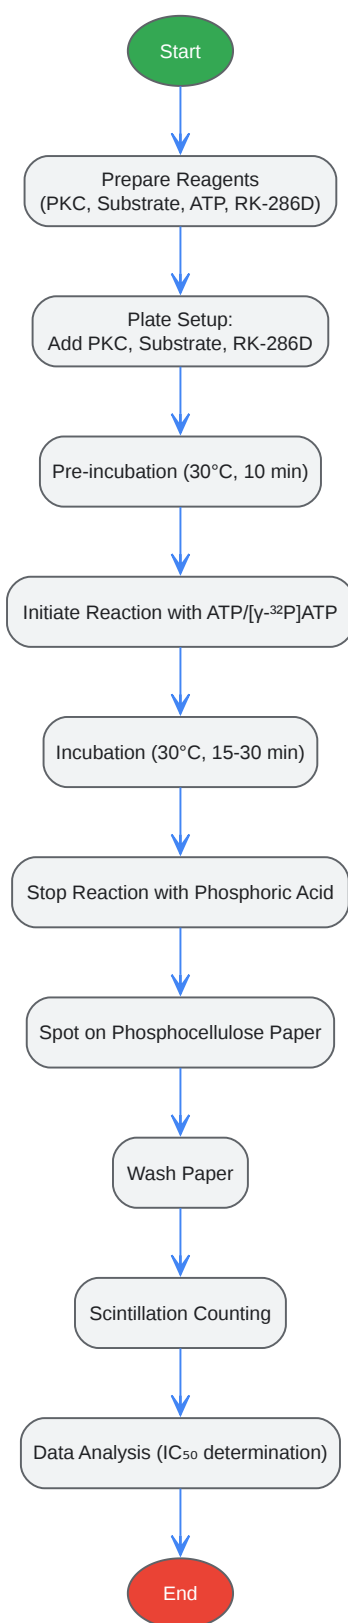 Start
Prepare Reagents
(PKC, Substrate, ATP, RK-286D)
Plate Setup:
Add PKC, Substrate, RK-286D
Pre-incubation (30°C, 10 min)
Initiate Reaction with ATP/[γ-³²P]ATP
Incubation (30°C, 15-30 min)
Stop Reaction with Phosphoric Acid
Spot on Phosphocellulose Paper
Wash Paper
Scintillation Counting
Data Analysis (IC₅₀ determination)
End